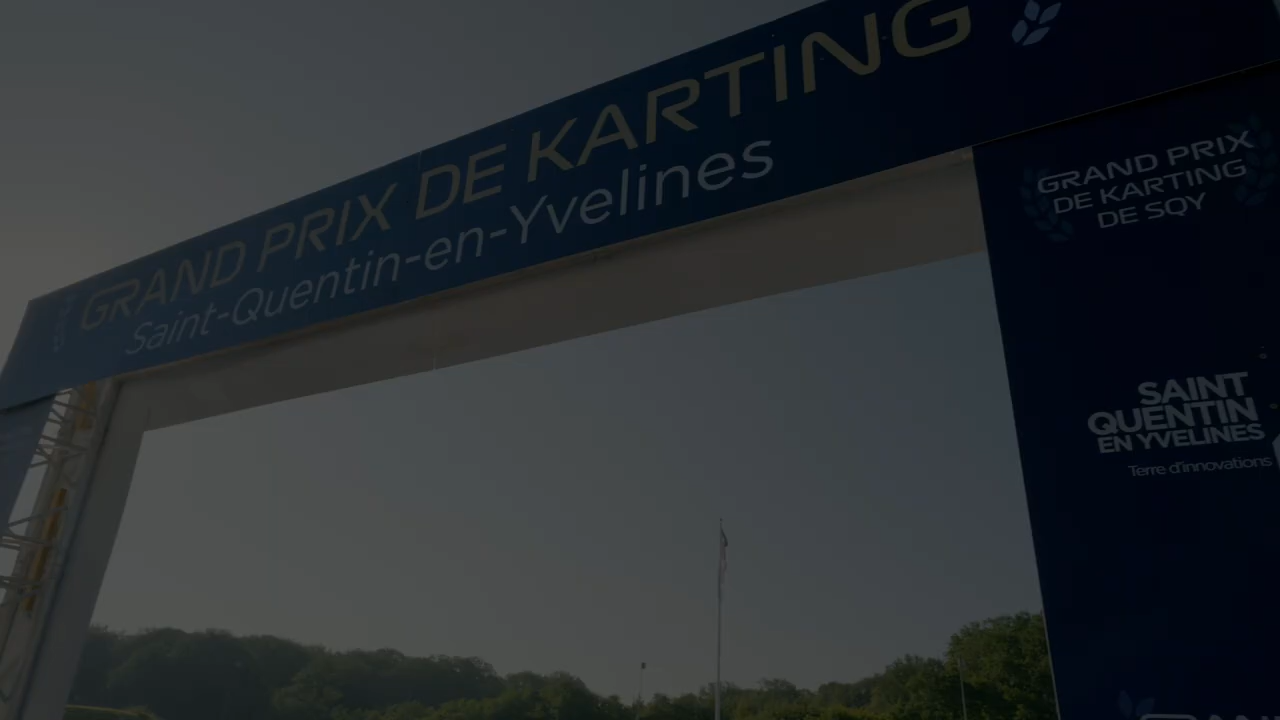 GRAND PRIX DE KARTING
Saint-Quentin-en-Yvelines
GRAND PRIX
DE KARTING
DE SQY
SAINT
QUENTIN
EN YVELINES
Terre d'innovations